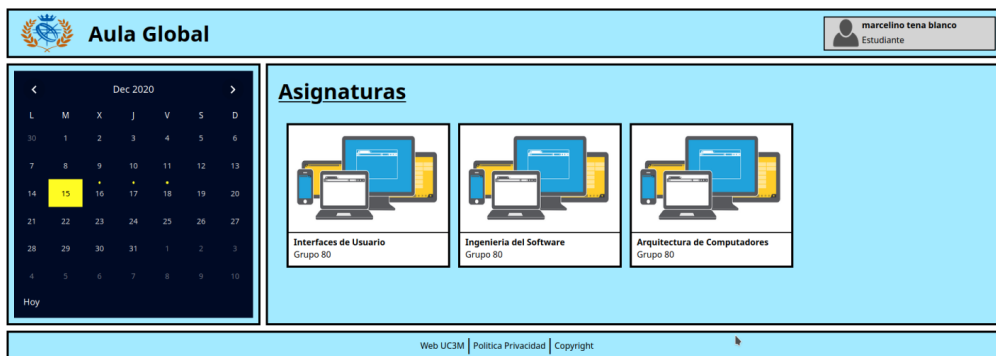 Aula Global
marcelino tena blanco
Estudiante
Dec 2020
L M X J V S D
30 1 2 3 4 5 6
7 8 9 10 11 12 13
14 15 16 17 18 19 20
21 22 23 24 25 26 27
28 29 30 31 1 2 3
4 5 6 7 8 9 10
Hoy
Asignaturas
Interfaces de Usuario
Grupo 80
Ingenieria del Software
Grupo 80
Arquitectura de Computadores
Grupo 80
Web UC3M | Politica Privacidad | Copyright